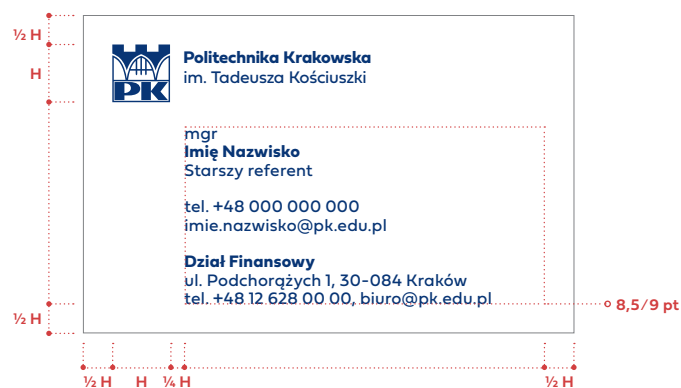 ½ H
H
½ H
PK
Politechnika Krakowska
im. Tadeusza Kościuszki
mgr
Imię Nazwisko
Starszy referent
tel. +48 000 000 000
imie.nazwisko@pk.edu.pl
Dział Finansowy
ul. Podchorążych 1, 30-084 Kraków
tel. +48 12 628 00 00, biuro@pk.edu.pl
8,5/9 pt
½ H H ¼ H ½ H